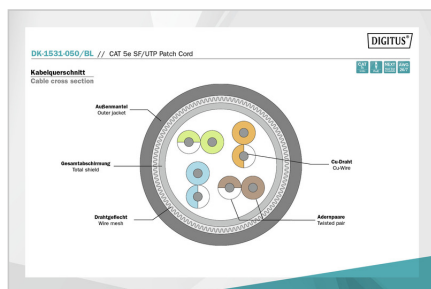 DIGITUS®
DK-1531-050/BL // CAT 5e SF/UTP Patch Cord
Kabelquerschnitt
Cable cross section
Außenmantel
Outer jacket
Gesamtabschirmung
Total shield
Cu-Draht
Cu-Wire
Drahtgeflecht
Wire mesh
Adernpaare
Twisted pair